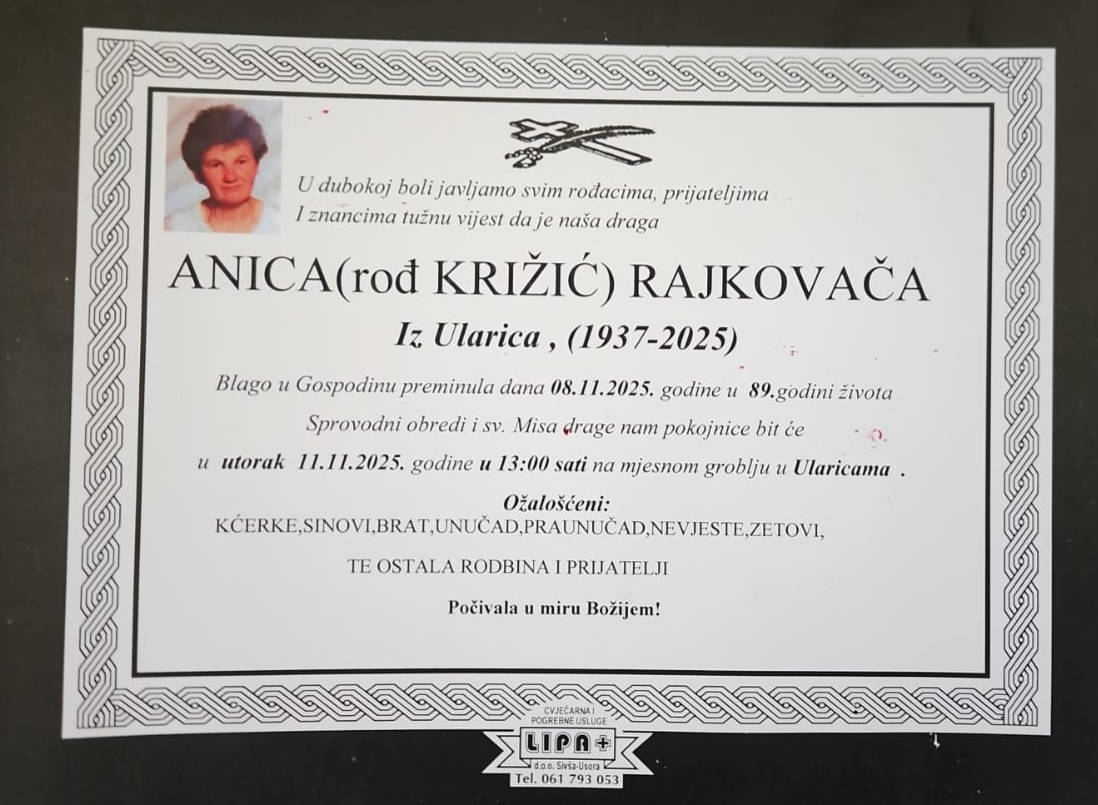 U dubokoj boli javljamo svim rođacima, prijateljima
I znancima tužnu vijest da je naša draga
ANICA(rođ KRIŽIĆ) RAJKOVAČA
Iz Ularica , (1937-2025)
Blago u Gospodinu preminula dana 08.11.2025. godine u 89.godini života
Sprovodni obredi i sv. Misa drage nam pokojnice bit će
u utorak 11.11.2025. godine u 13:00 sati na mjesnom groblju u Ularicama .
Ožalošćeni:
KĆERKE,SINOVI,BRAT,UNUČAD,PRAUNUČAD,NEVJESTE,ZETOVI,
TE OSTALA RODBINA I PRIJATELJI
Počivala u miru Božijem!
CVJEĆARNA I
POGREBNE USLUGE
LIPA+
d.o.o. Sivša-Usora
Tel. 061 793 053